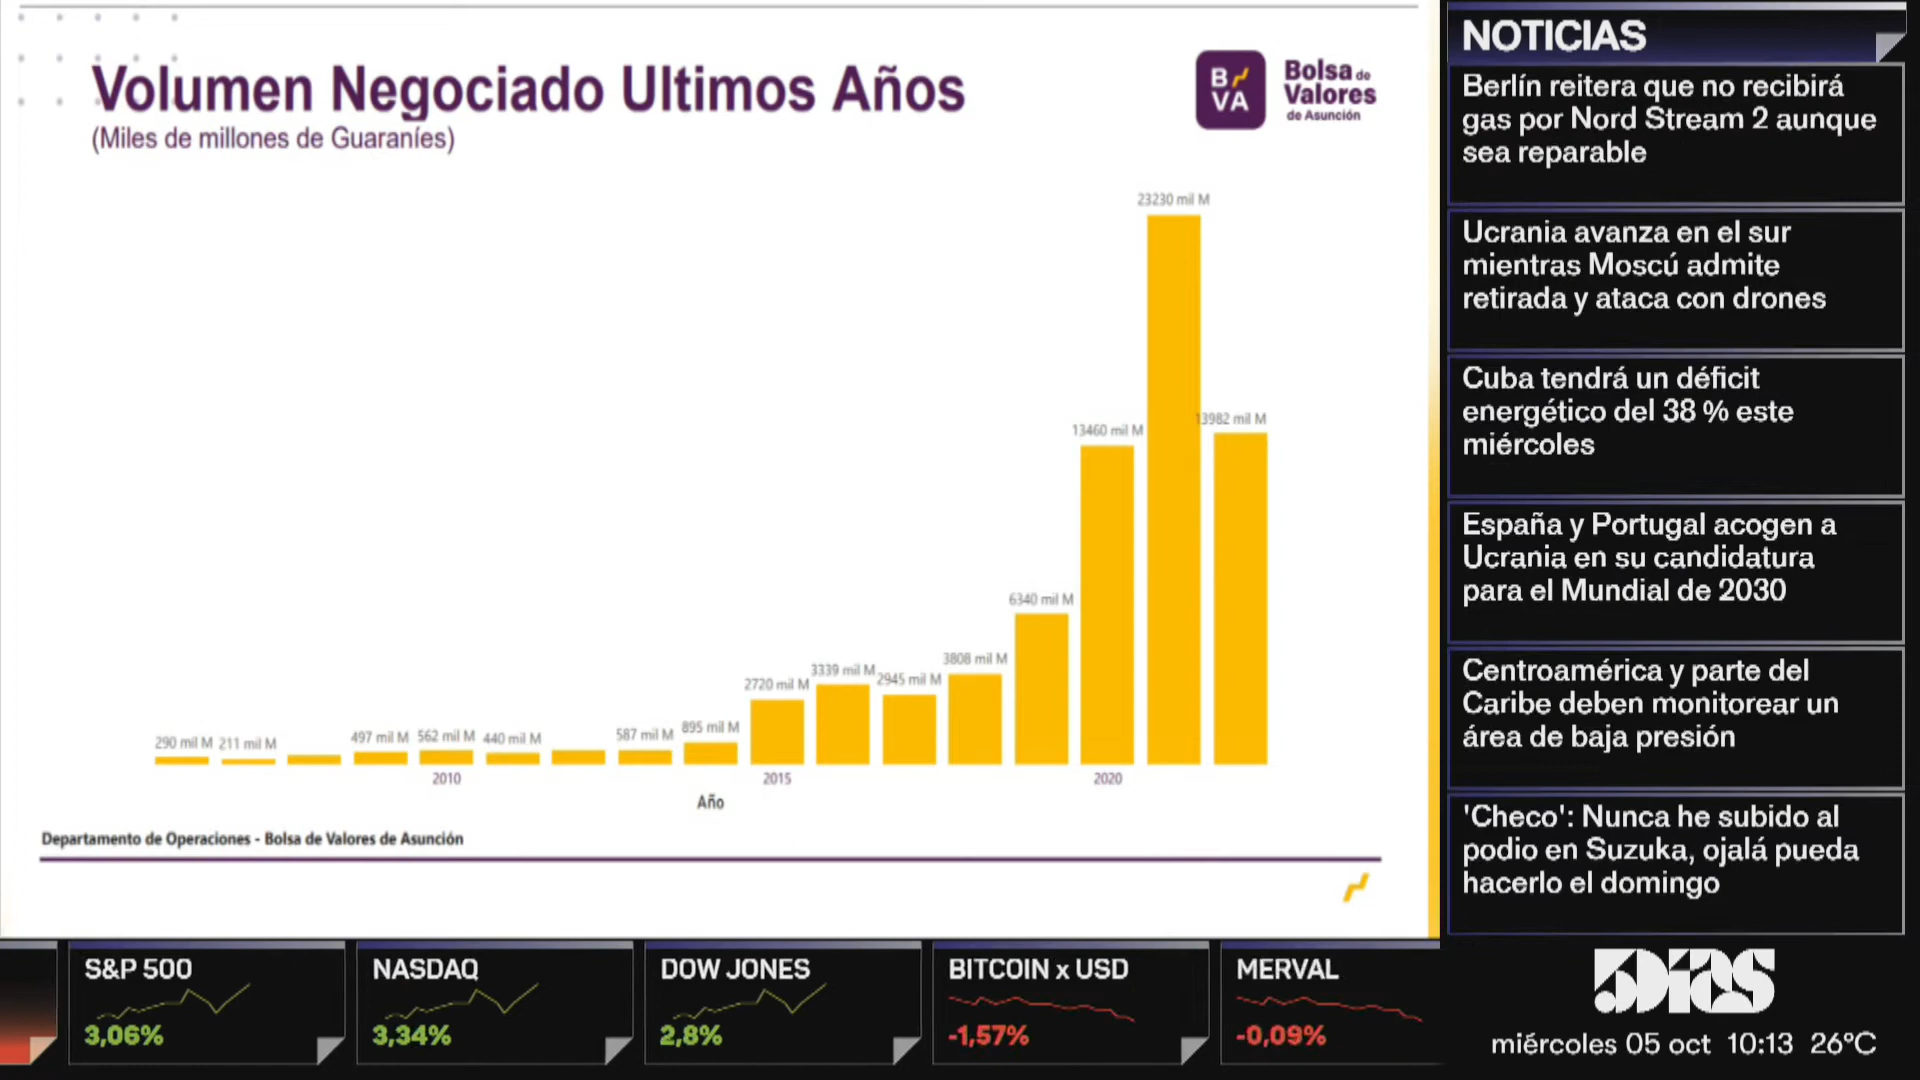 Volumen Negociado Ultimos Años
(Miles de millones de Guaraníes)
B
VA
Bolsa de
Valores
de Asunción
23230 mil M
13982 mil M
13460 mil M
6340 mil M
3808 mil M
3339 mil M
2945 mil M
2720 mil M
895 mil M
290 mil M 211 mil M 497 mil M 562 mil M 440 mil M 587 mil M
2010 2015 2020
Año
Departamento de Operaciones - Bolsa de Valores de Asunción
NOTICIAS
Berlín reitera que no recibirá
gas por Nord Stream 2 aunque
sea reparable
Ucrania avanza en el sur
mientras Moscú admite
retirada y ataca con drones
Cuba tendrá un déficit
energético del 38 % este
miércoles
España y Portugal acogen a
Ucrania en su candidatura
para el Mundial de 2030
Centroamérica y parte del
Caribe deben monitorear un
área de baja presión
'Checo': Nunca he subido al
podio en Suzuka, ojalá pueda
hacerlo el domingo
S&P 500
3,06%
NASDAQ
3,34%
DOW JONES
2,8%
BITCOIN x USD
-1,57%
MERVAL
-0,09%
5Dias
miércoles 05 oct 10:13 26°C